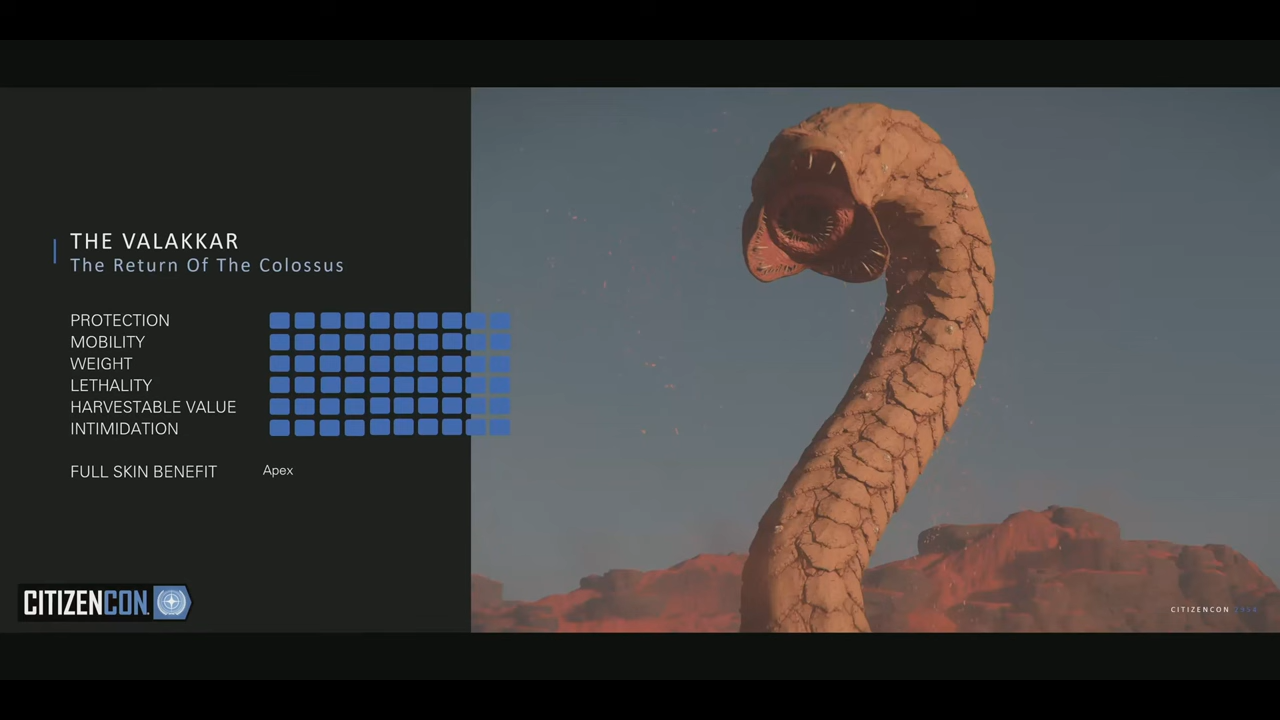 THE VALAKKAR
The Return Of The Colossus
PROTECTION
MOBILITY
WEIGHT
LETHALITY
HARVESTABLE VALUE
INTIMIDATION
FULL SKIN BENEFIT Apex
CITIZENCON
CITIZENCON